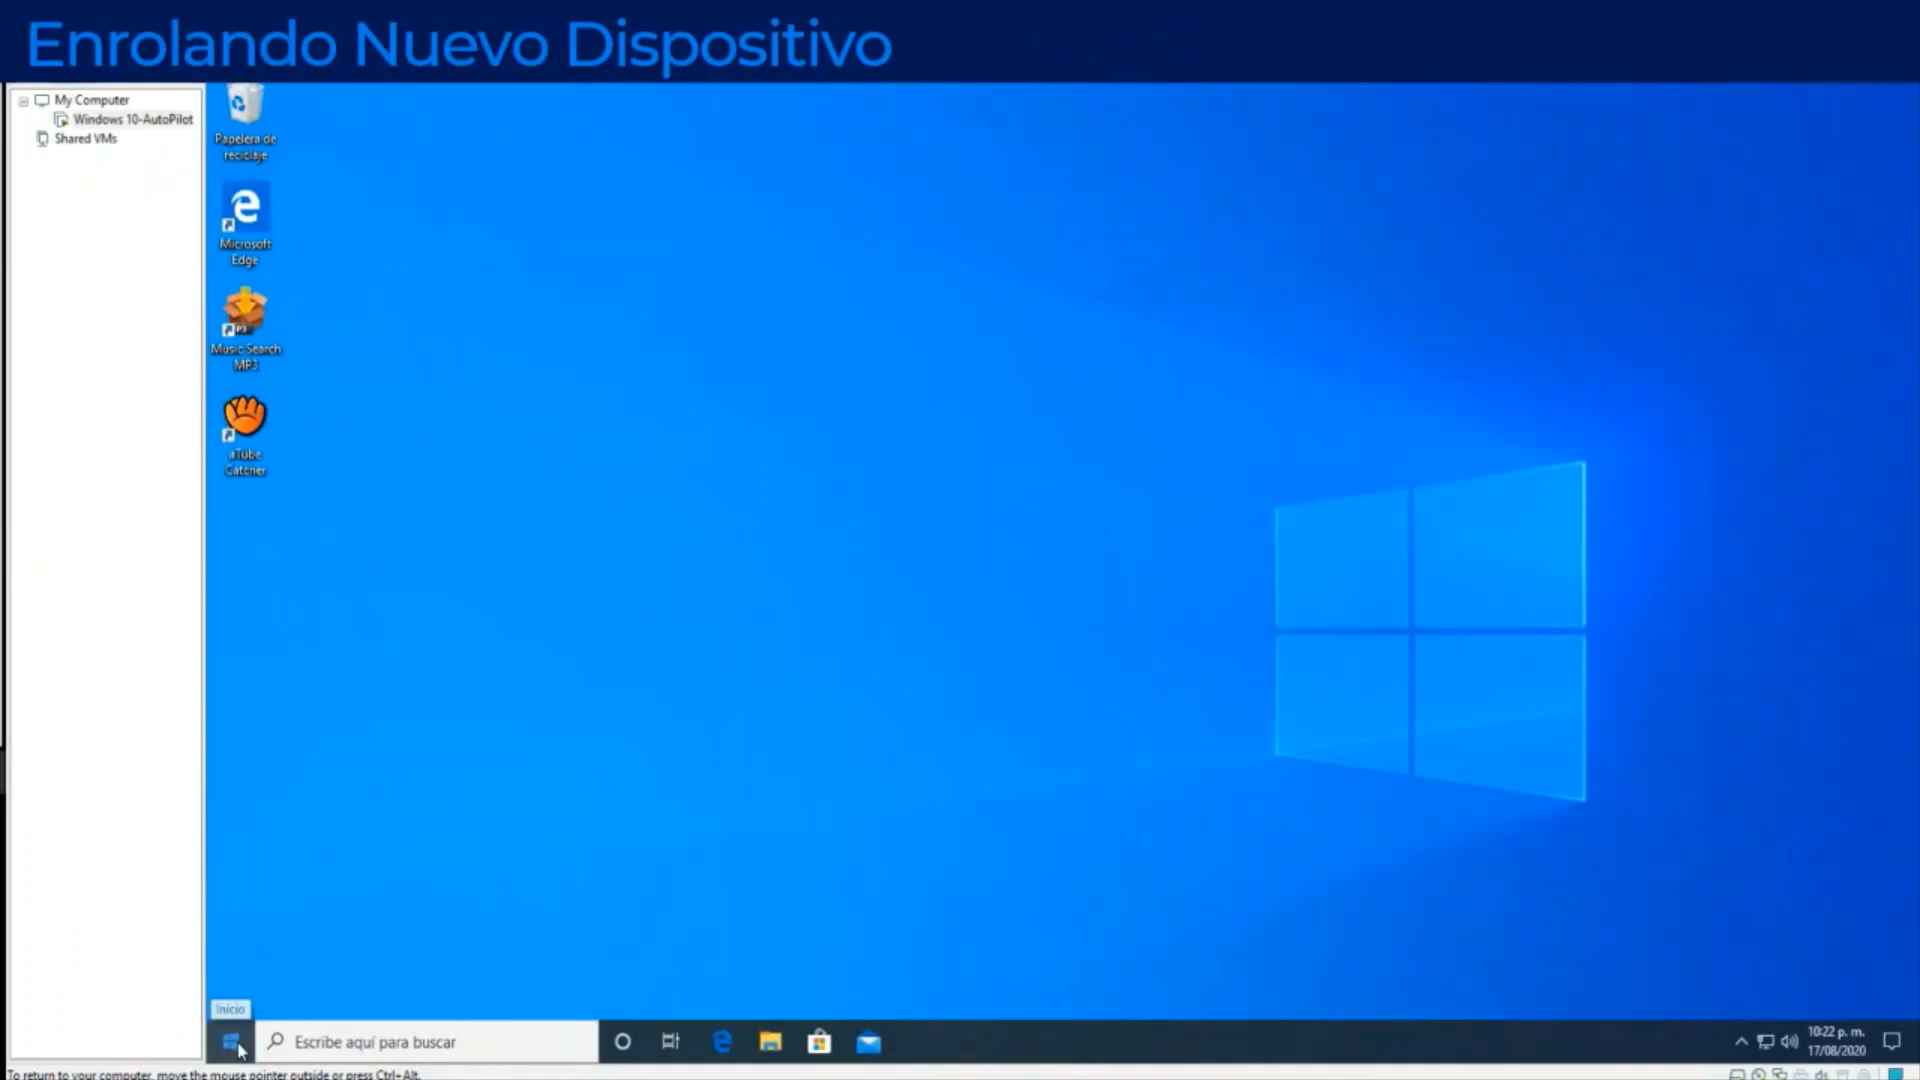 Enrolando Nuevo Dispositivo
My Computer
Windows 10-AutoPilot
Shared VMs
Papelera de
reciclaje
Microsoft
Edge
Music Search
MP3
aTube
Catcher
Inicio
Escribe aquí para buscar
10:22 p. m.
17/08/2020
To return to your computer, move the mouse pointer outside or press Ctrl+Alt.